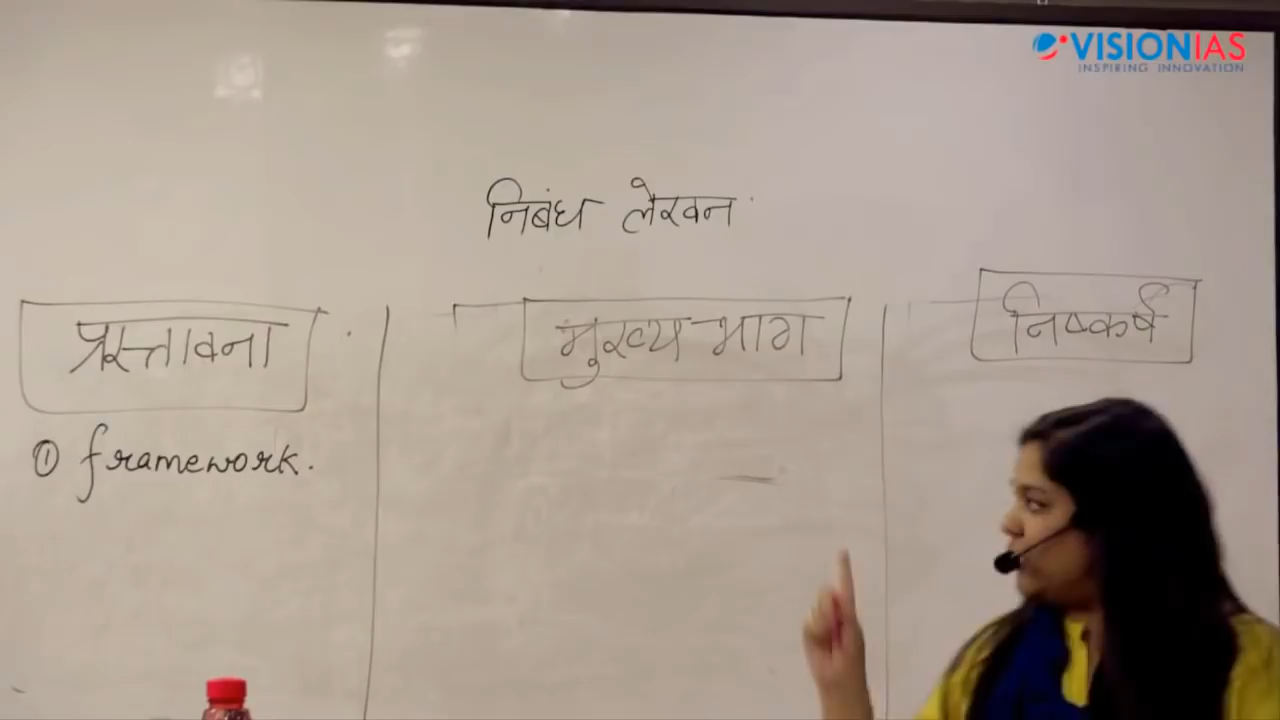 VISIONIAS
INSPIRING INNOVATION
निबंध लेखन
प्रस्तावना
मुख्य भाग
निष्कर्ष
① framework.